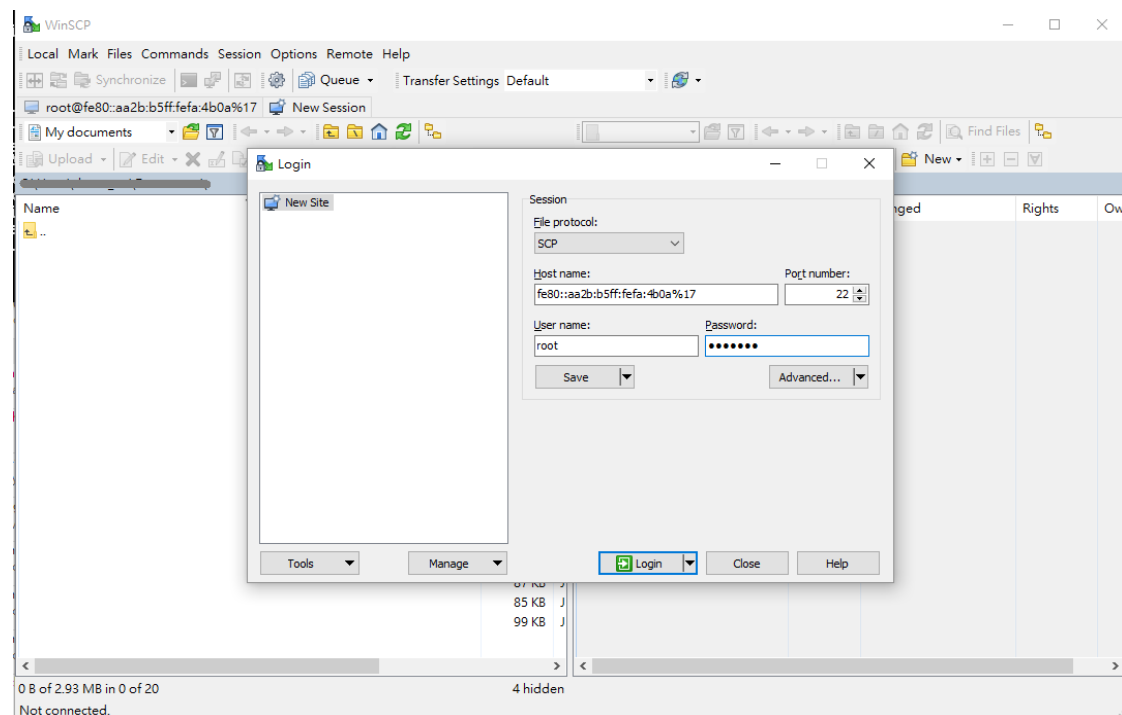 WinSCP
Local Mark Files Commands Session Options Remote Help
Synchronize Queue Transfer Settings Default
root@fe80::aa2b:b5ff:fefa:4b0a%17 New Session
My documents Find Files
Upload Edit New
Login
Name
nged Rights Ow
..
New Site
Session
File protocol:
SCP
Host name: Port number:
fe80::aa2b:b5ff:fefa:4b0a%17 22
User name: Password:
root •••••••
Save Advanced...
Tools Manage Login Close Help
85 KB J
99 KB J
0 B of 2.93 MB in 0 of 20 4 hidden
Not connected.